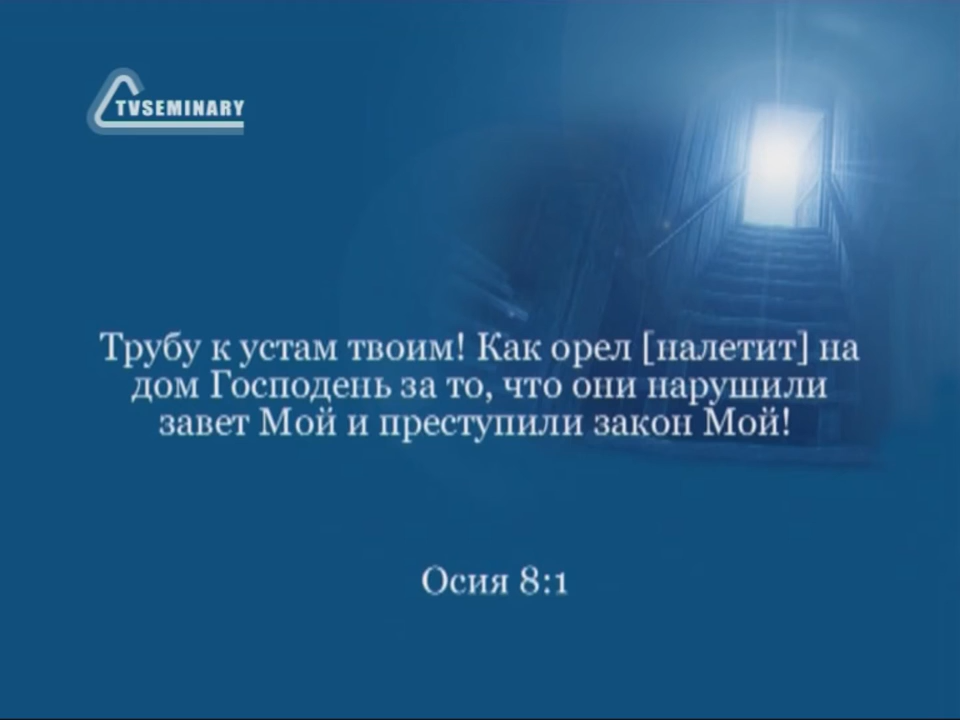 TVSEMINARY
Трубу к устам твоим! Как орел [налетит] на
дом Господень за то, что они нарушили
завет Мой и преступили закон Мой!
Осия 8:1